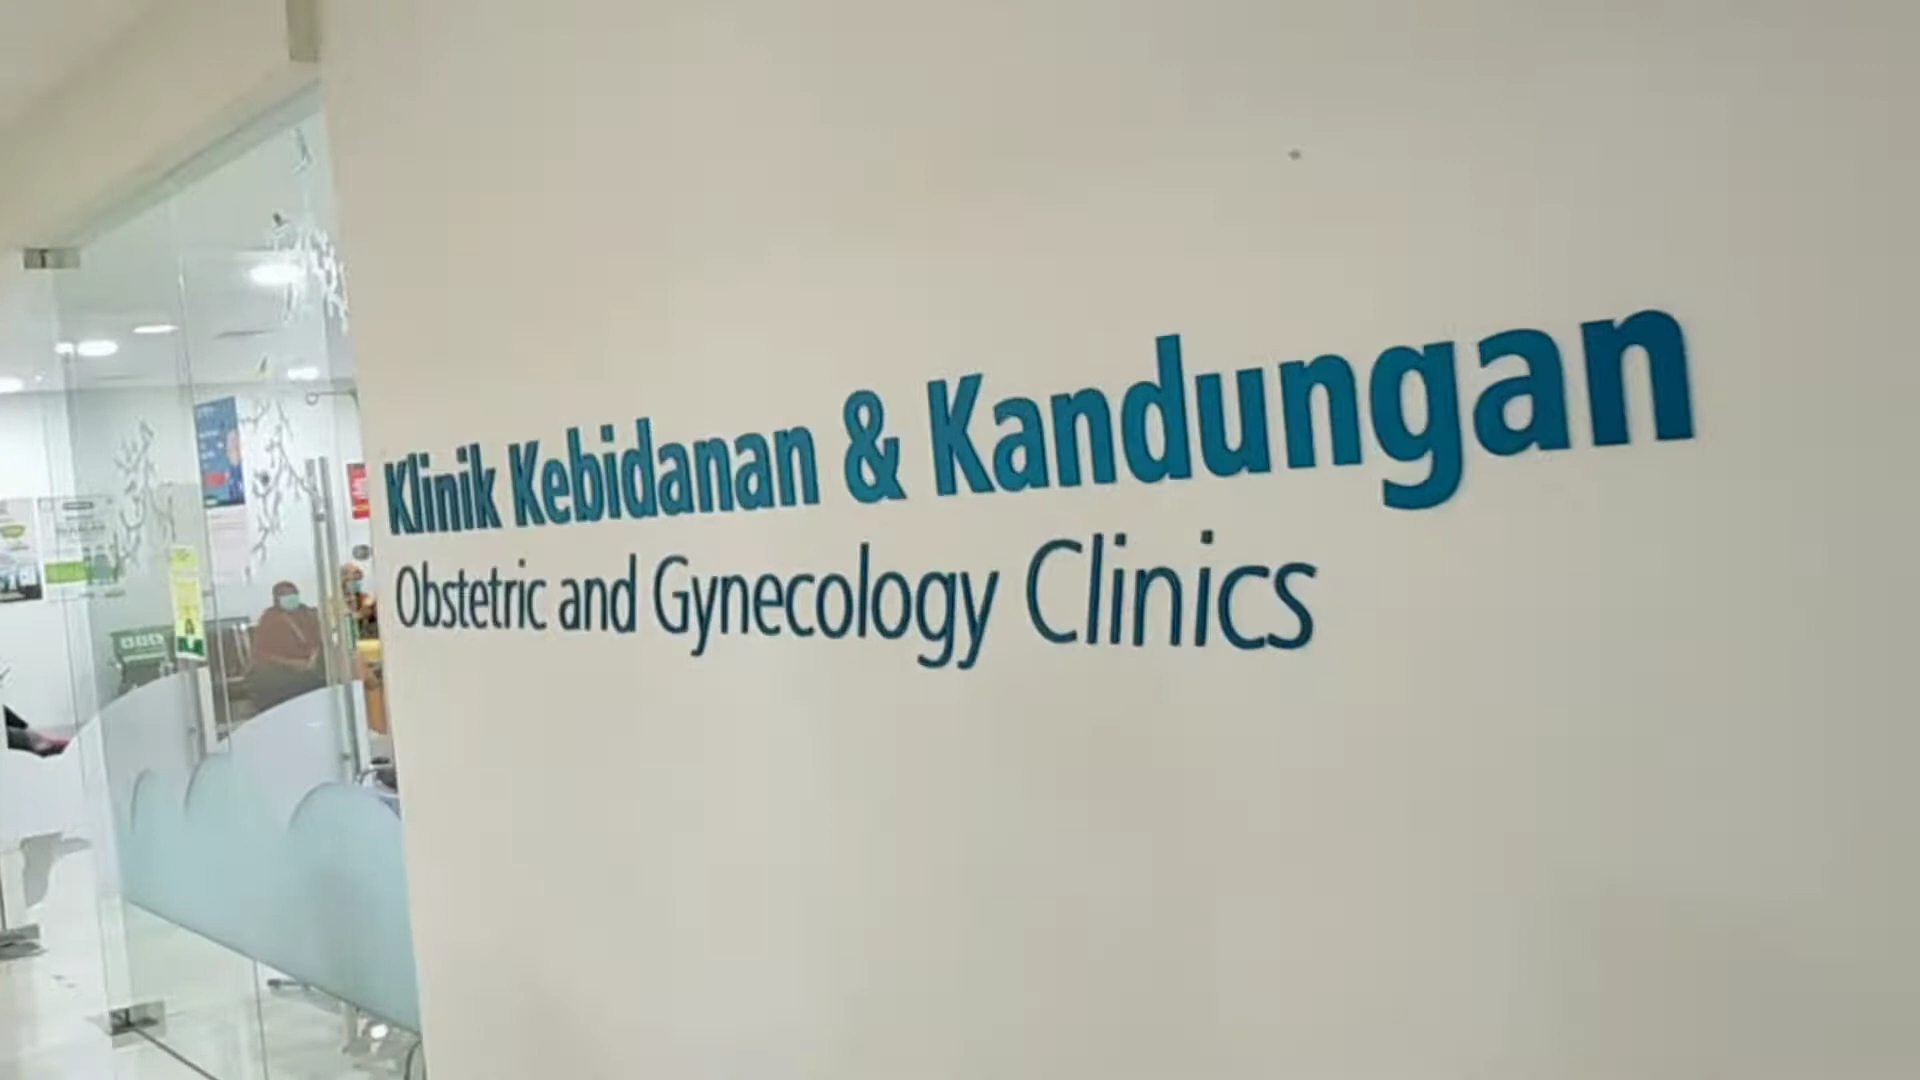 Klinik Kebidanan & Kandungan
Obstetric and Gynecology Clinics